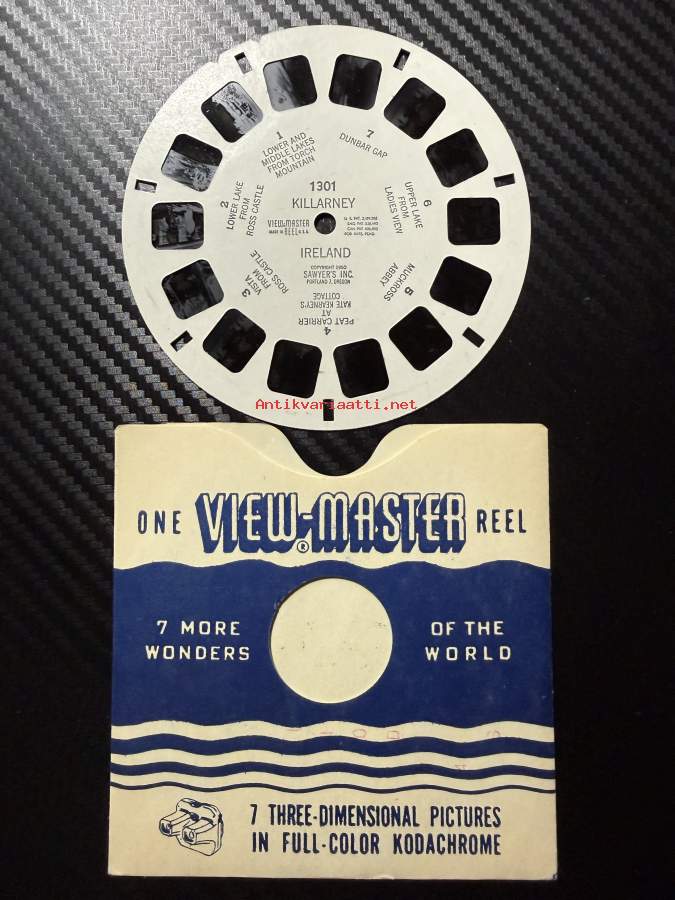 1
LOWER AND
MIDDLE LAKES
FROM TORCH
MOUNTAIN
7
DUNBAR GAP
2
LOWER LAKE
FROM
ROSS CASTLE
1301
KILLARNEY
6
UPPER LAKE
FROM
LADIES VIEW
VIEW-MASTER
MADE IN REEL U.S.A.
IRELAND
COPYRIGHT
SAWYER'S INC.
PORTLAND 7, OREGON
3
VISTA
FROM
ROSS CASTLE
MUCKROSS
ABBEY
5
4
PEAT CARRIER
AT
KATE KEARNEY'S
COTTAGE
Antikvariaatti.net
ONE VIEW-MASTER® REEL
7 MORE
WONDERS
OF THE
WORLD
7 THREE-DIMENSIONAL PICTURES
IN FULL-COLOR KODACHROME